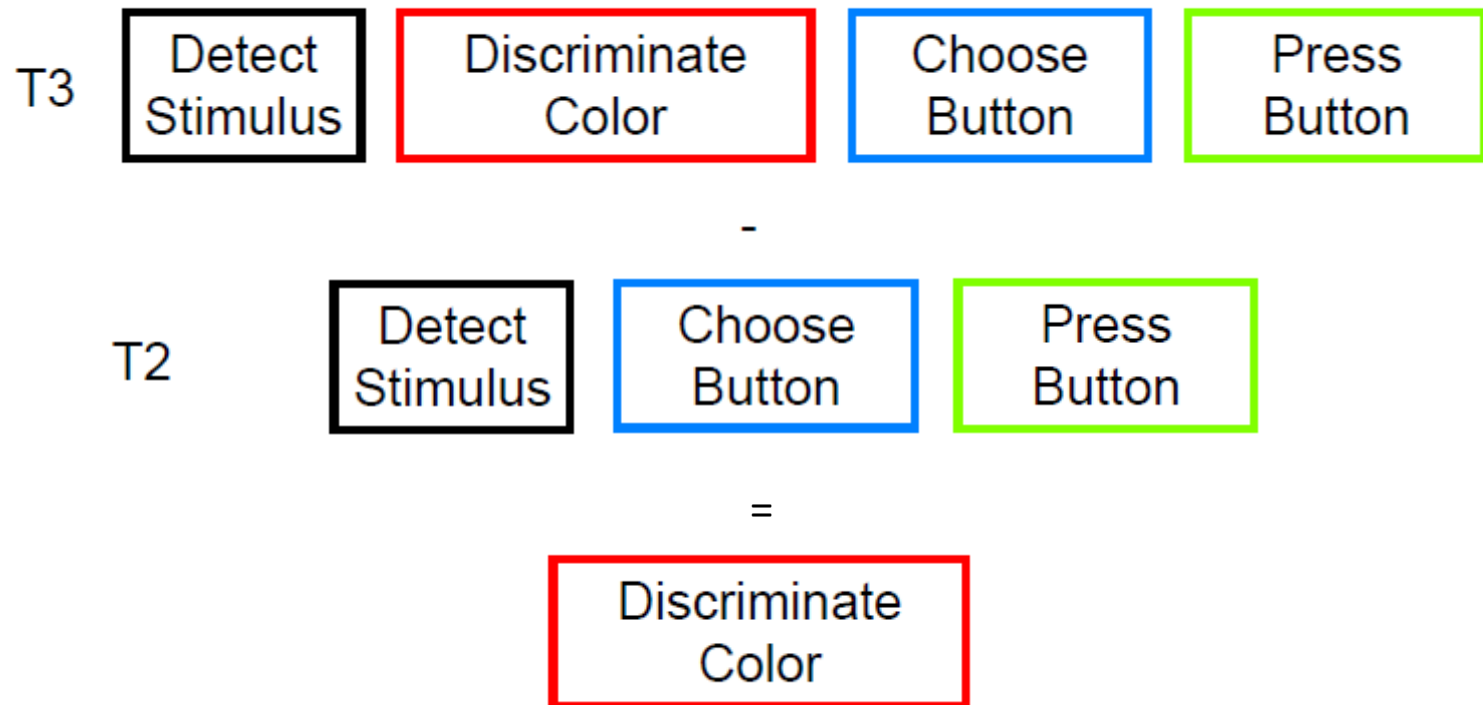 T3
Detect
Stimulus
Discriminate
Color
Choose
Button
Press
Button
-
T2
Detect
Stimulus
Choose
Button
Press
Button
=
Discriminate
Color